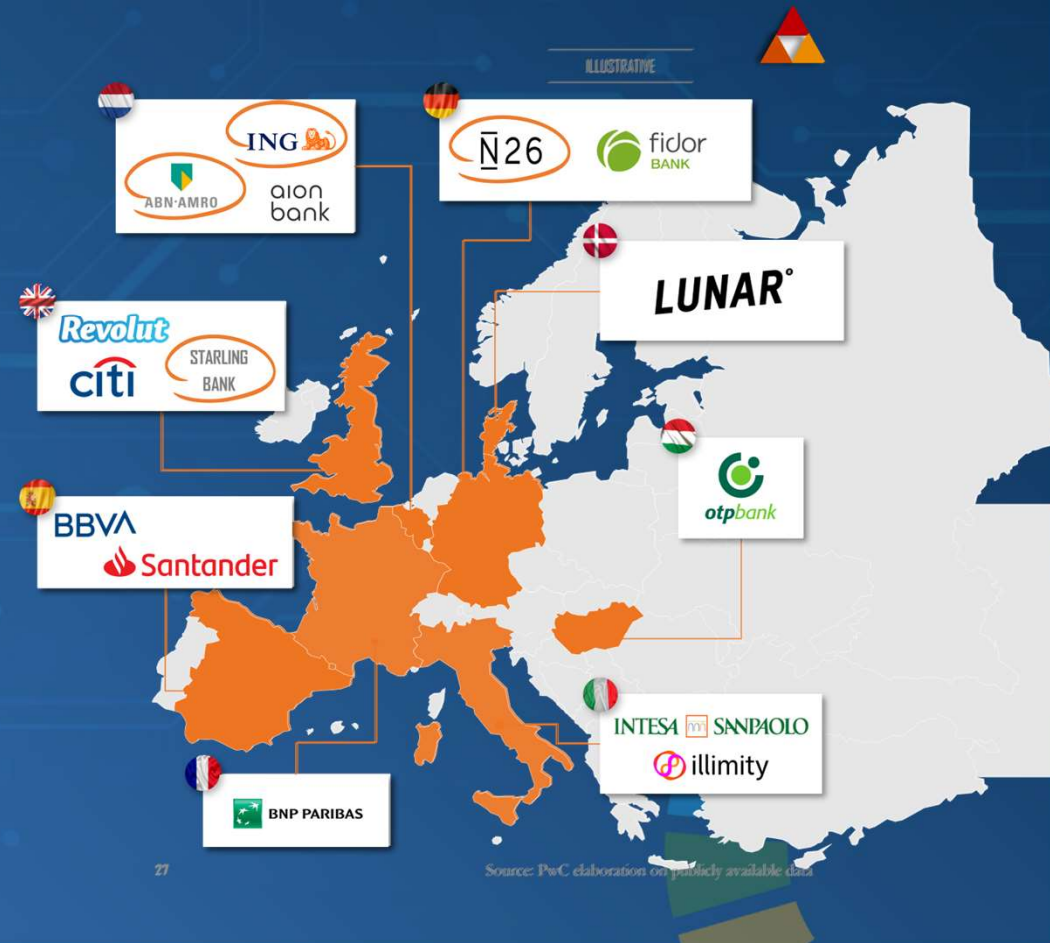 ILLUSTRATIVE
ING
ABN·AMRO
aion
bank
N26
fidor
BANK
LUNAR°
Revolut
citi
STARLING
BANK
BBVA
Santander
otpbank
INTESA SANPAOLO
illimity
BNP PARIBAS
27
Source: PwC elaboration on publicly available data